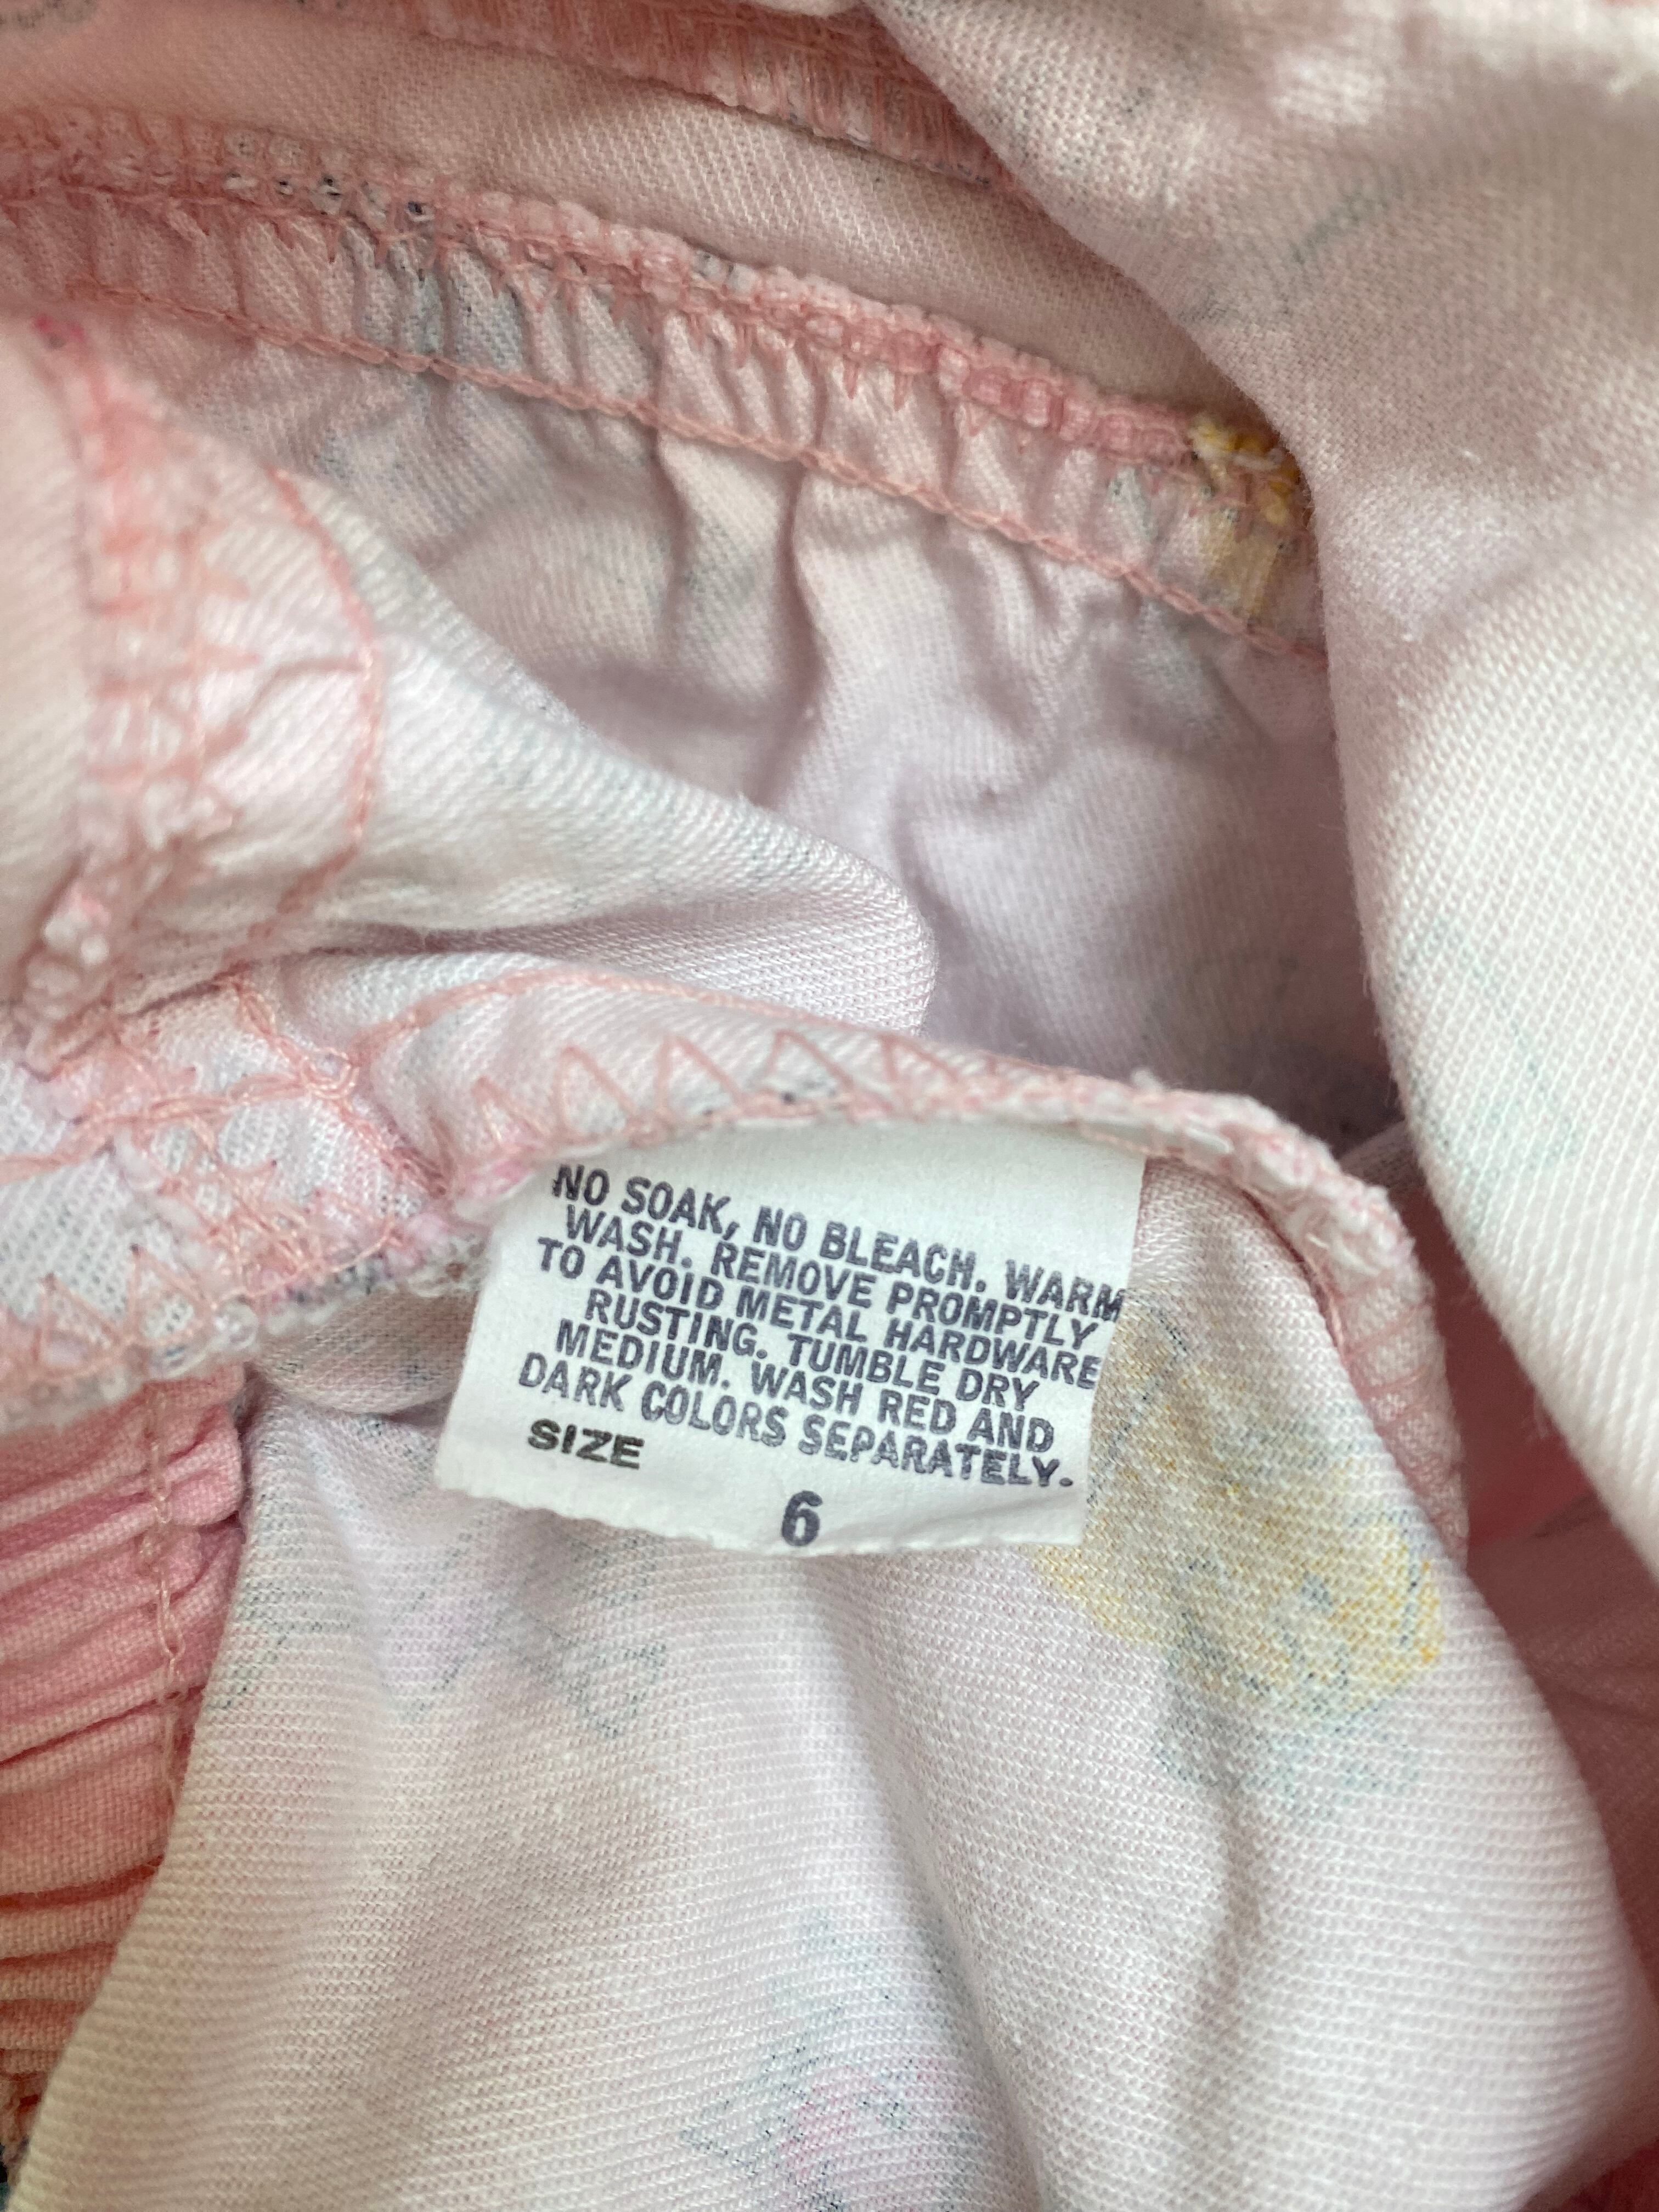 NO SOAK, NO BLEACH. WARM
WASH. REMOVE PROMPTLY
TO AVOID METAL HARDWARE
RUSTING. TUMBLE DRY
MEDIUM. WASH RED AND
DARK COLORS SEPARATELY.
SIZE
6